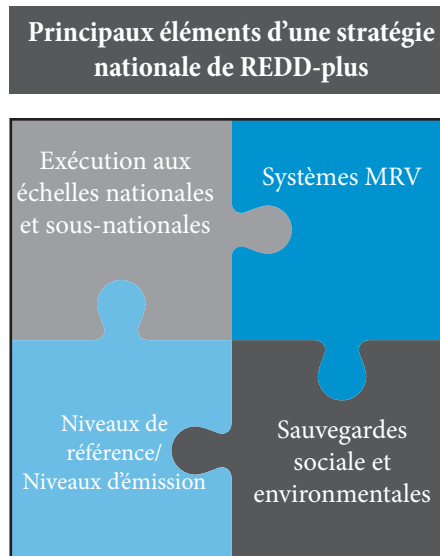 Principaux éléments d’une stratégie
nationale de REDD-plus
Exécution aux
échelles nationales
et sous-nationales
Systèmes MRV
Niveaux de
référence/
Niveaux d’émission
Sauvegardes
sociale et
environmentales